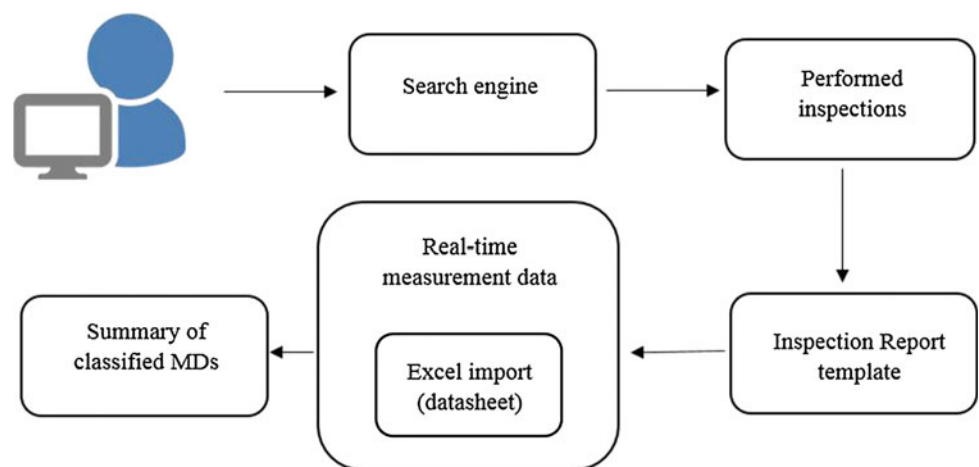 Search engine
Performed
inspections
Real-time
measurement data
Excel import
(datasheet)
Summary of
classified MDs
Inspection Report
template